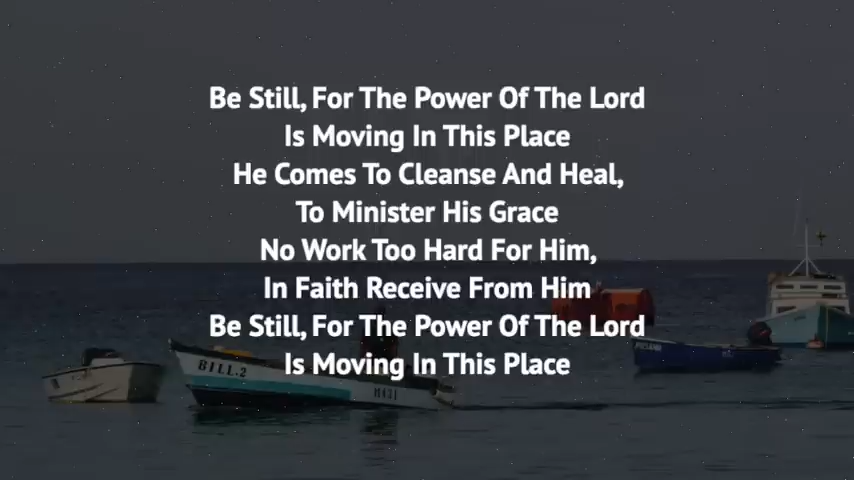 Be Still, For The Power Of The Lord
Is Moving In This Place
He Comes To Cleanse And Heal,
To Minister His Grace
No Work Too Hard For Him,
In Faith Receive From Him
Be Still, For The Power Of The Lord
Is Moving In This Place
BILL.2